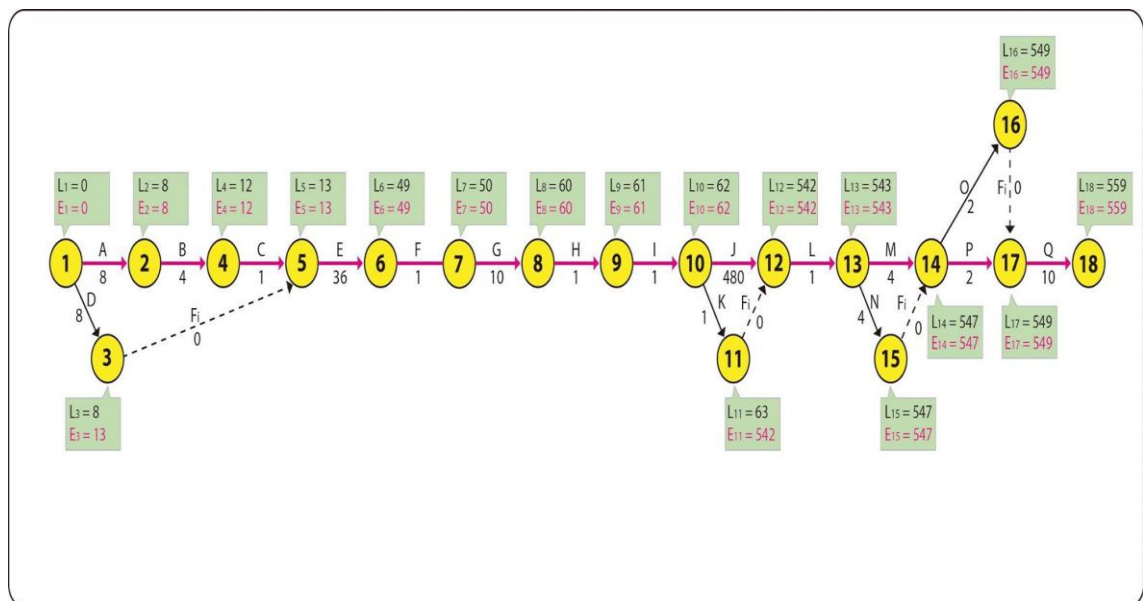 L16 = 549
E16 = 549
16
L1 = 0
E1 = 0
L2 = 8
E2 = 8
L4 = 12
E4 = 12
L5 = 13
E5 = 13
L6 = 49
E6 = 49
L7 = 50
E7 = 50
L8 = 60
E8 = 60
L9 = 61
E9 = 61
L10 = 62
E10 = 62
L12 = 542
E12 = 542
L13 = 543
E13 = 543
O
2
Fi 0
L18 = 559
E18 = 559
1
A
8
2
B
4
4
C
1
5
E
36
6
F
1
7
G
10
8
H
1
9
I
1
10
J
480
12
L
1
13
M
4
14
P
2
17
Q
10
18
D
8
Fi
0
K
1
Fi
0
N
4
Fi
0
3
11
15
L14 = 547
E14 = 547
L17 = 549
E17 = 549
L3 = 8
E3 = 13
L11 = 63
E11 = 542
L15 = 547
E15 = 547